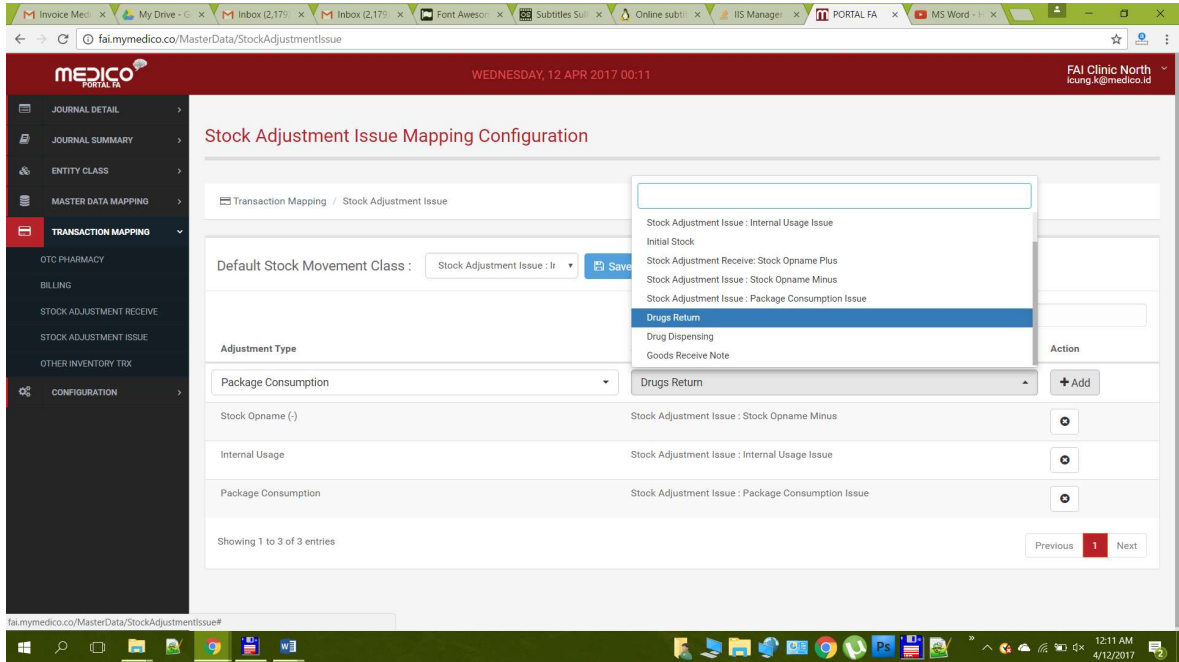 Invoice Medi
My Drive - G
Inbox (2,179
Inbox (2,179
Font Awesom
Subtitles Sub
Online subti
IIS Manager
PORTAL FA
MS Word - H
fai.mymedico.co/MasterData/StockAdjustmentIssue
MEDICO
PORTAL FA
WEDNESDAY, 12 APR 2017 00:11
FAI Clinic North
icung.k@medico.id
JOURNAL DETAIL
JOURNAL SUMMARY
ENTITY CLASS
MASTER DATA MAPPING
TRANSACTION MAPPING
OTC PHARMACY
BILLING
STOCK ADJUSTMENT RECEIVE
STOCK ADJUSTMENT ISSUE
OTHER INVENTORY TRX
CONFIGURATION
Stock Adjustment Issue Mapping Configuration
Transaction Mapping / Stock Adjustment Issue
Default Stock Movement Class :
Stock Adjustment Issue : Ir
Save
Stock Adjustment Issue : Internal Usage Issue
Initial Stock
Stock Adjustment Receive: Stock Opname Plus
Stock Adjustment Issue : Stock Opname Minus
Stock Adjustment Issue : Package Consumption Issue
Drugs Return
Drug Dispensing
Goods Receive Note
Adjustment Type
Action
Package Consumption
Drugs Return
+ Add
Stock Opname (-)
Stock Adjustment Issue : Stock Opname Minus
Internal Usage
Stock Adjustment Issue : Internal Usage Issue
Package Consumption
Stock Adjustment Issue : Package Consumption Issue
Showing 1 to 3 of 3 entries
Previous 1 Next
fai.mymedico.co/MasterData/StockAdjustmentIssue#
12:11 AM
4/12/2017